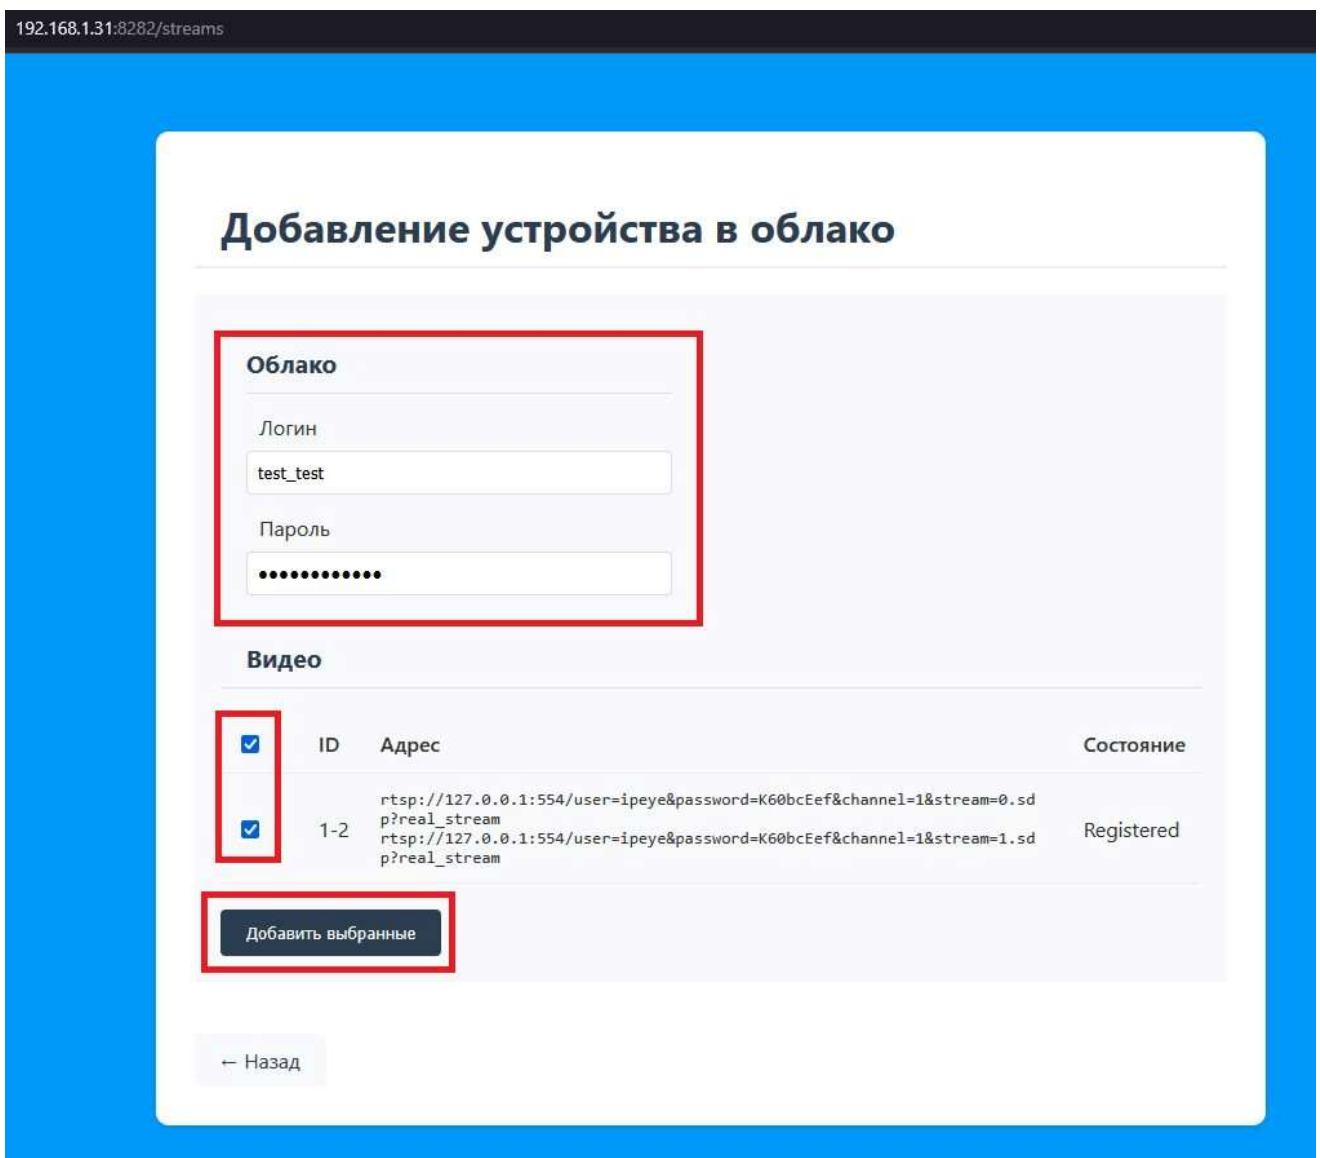 192.168.1.31:8282/streams
Добавление устройства в облако
Облако
Логин
test_test
Пароль
••••••••••••
Видео
ID Адрес Состояние
rtsp://127.0.0.1:554/user=ipeye&password=K60bcEef&channel=1&stream=0.sd
p?real_stream
1-2 Registered
rtsp://127.0.0.1:554/user=ipeye&password=K60bcEef&channel=1&stream=1.sd
p?real_stream
Добавить выбранные
← Назад